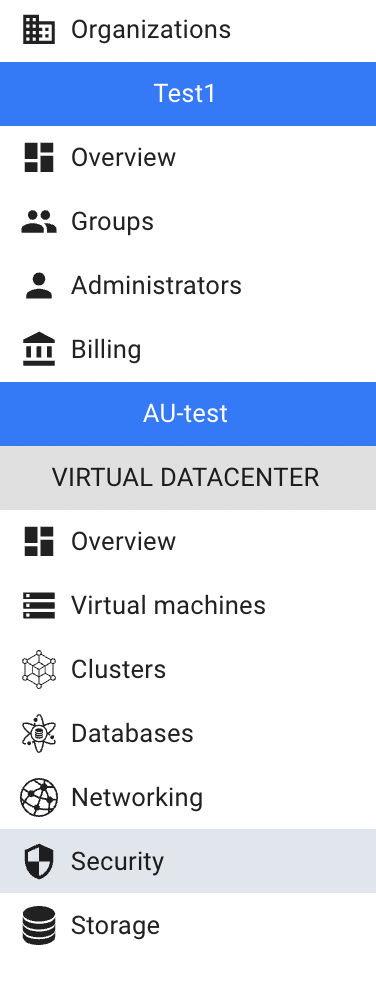 Organizations
Test1
Overview
Groups
Administrators
Billing
AU-test
VIRTUAL DATACENTER
Overview
Virtual machines
Clusters
Databases
Networking
Security
Storage